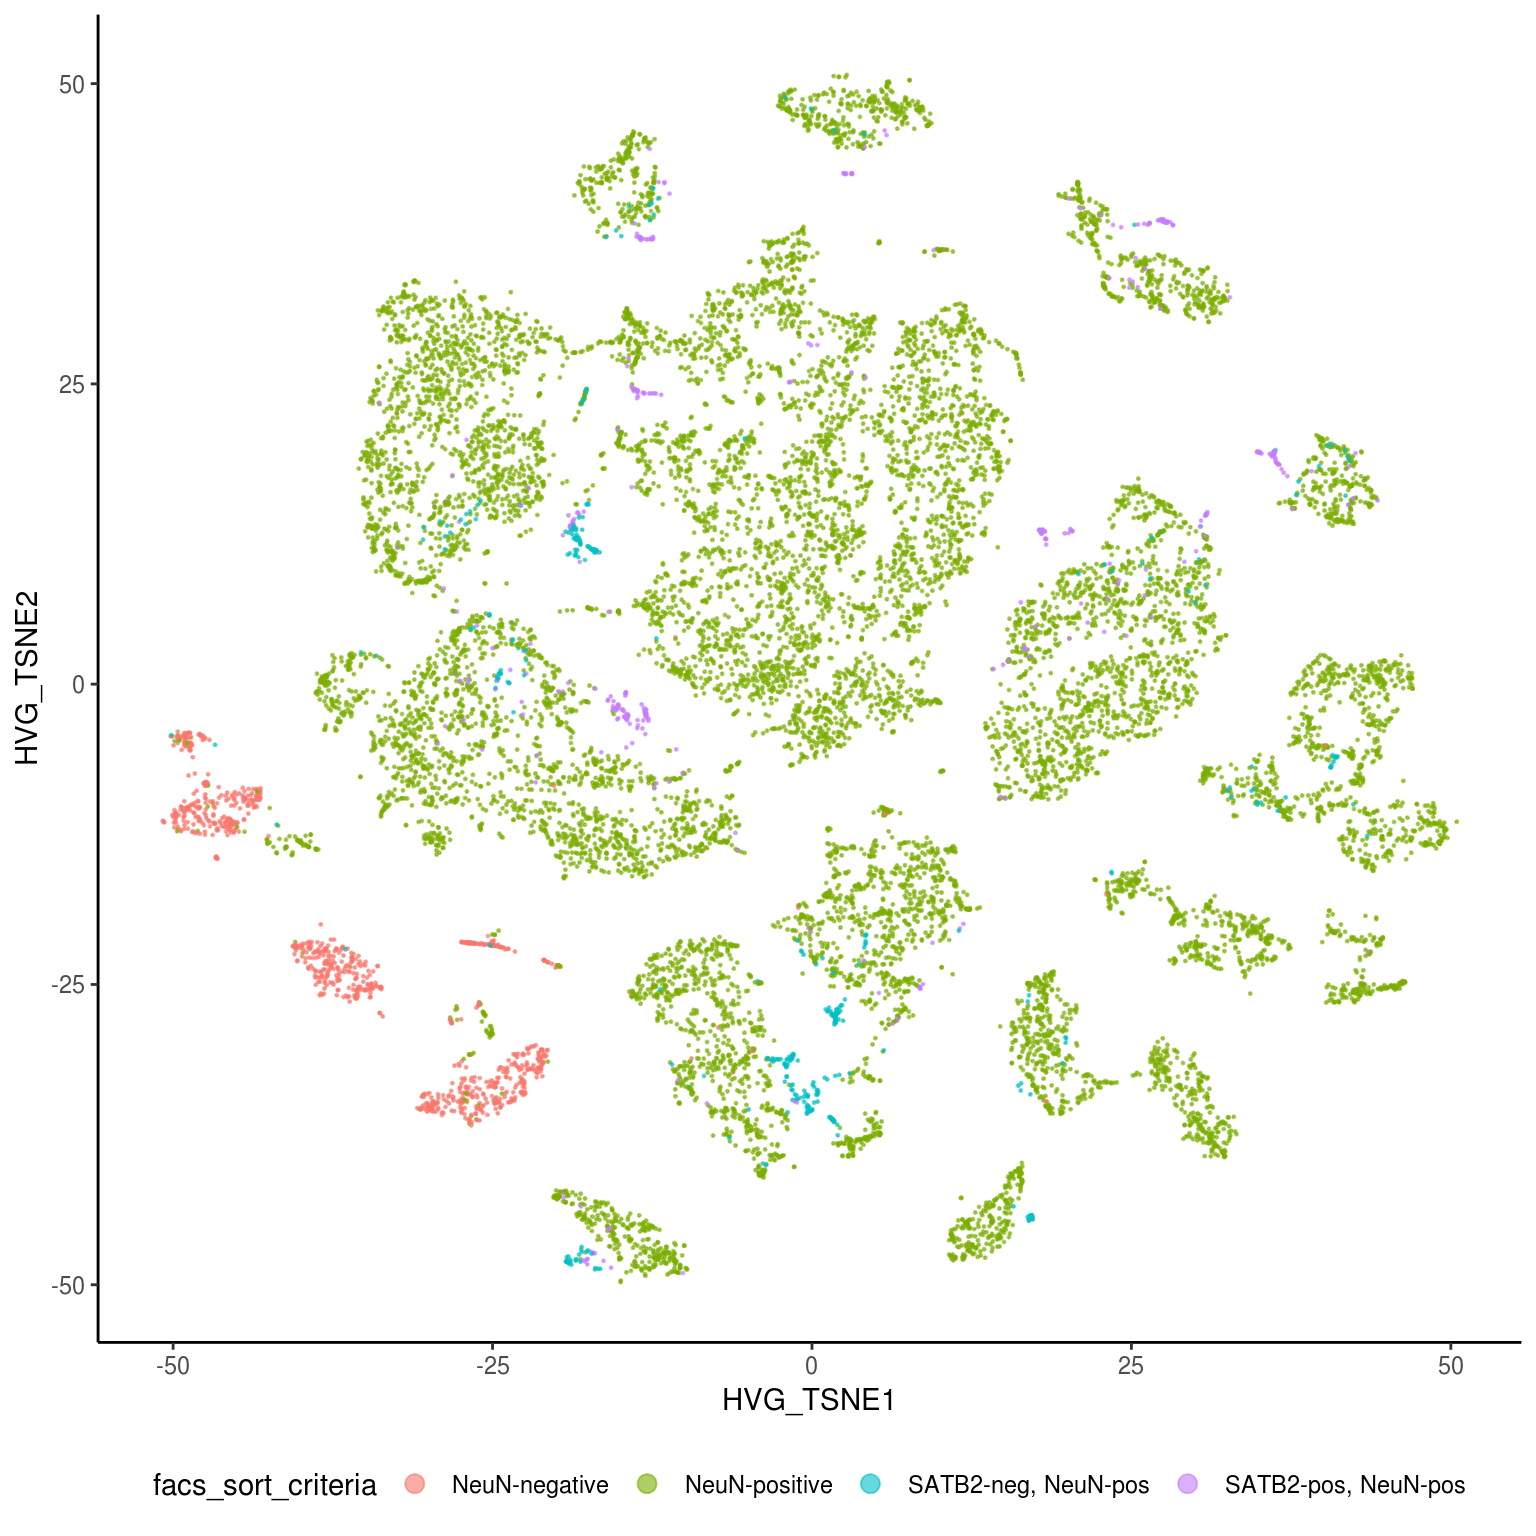 50
25
0
-25
-50
HVG_TSNE2
-50
-25
0
25
50
HVG_TSNE1
facs_sort_criteria
NeuN-negative
NeuN-positive
SATB2-neg, NeuN-pos
SATB2-pos, NeuN-pos